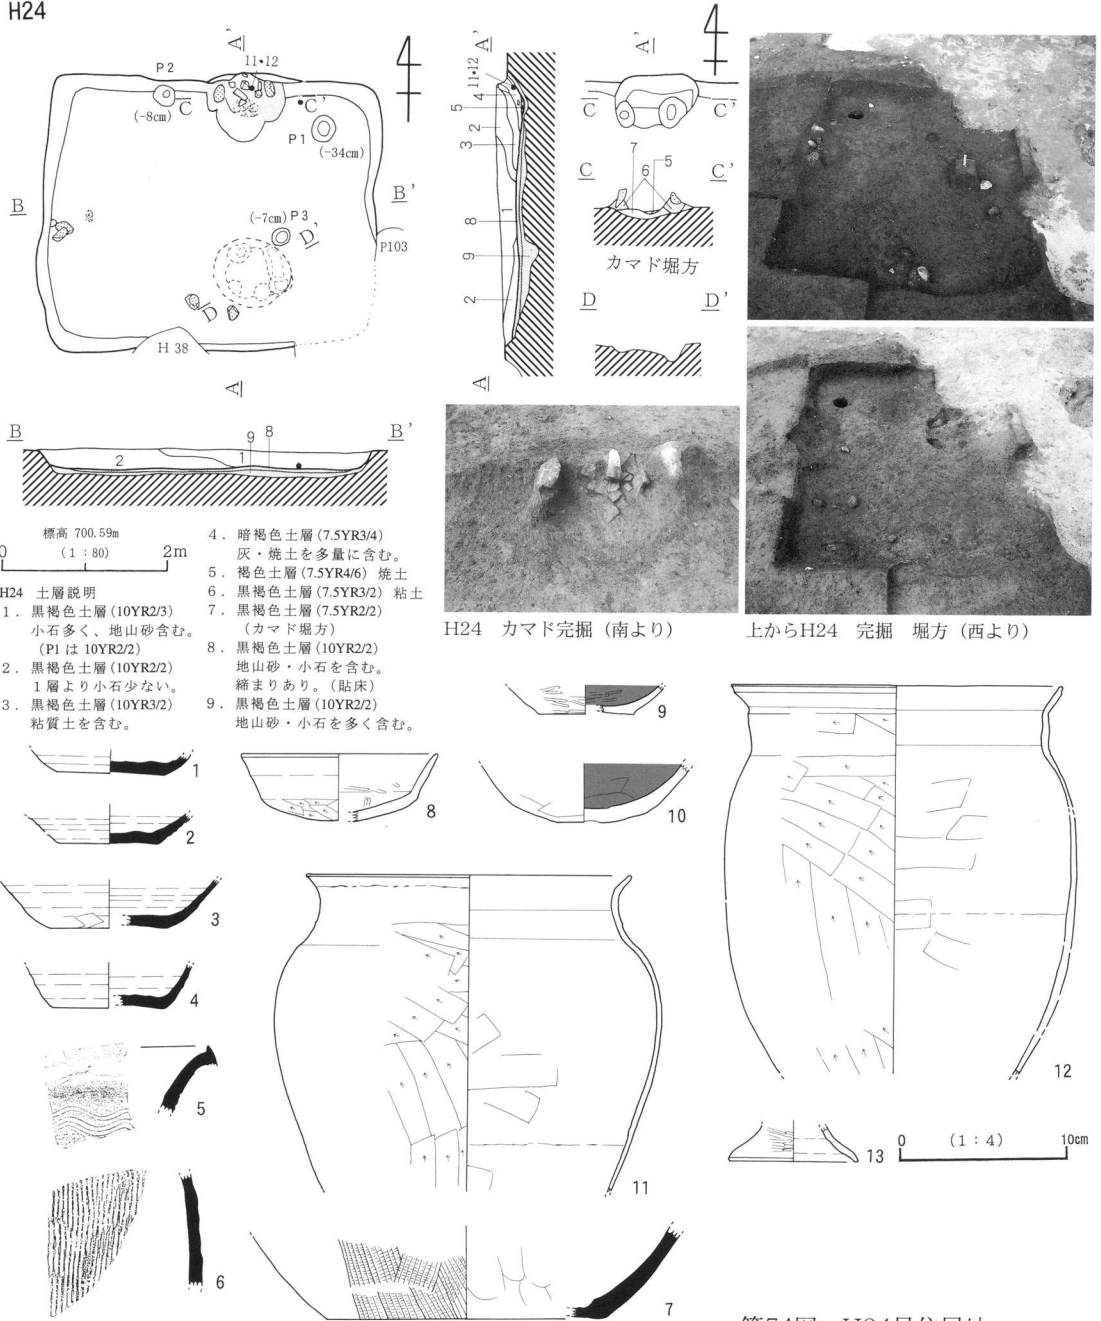 H24
A'
11•12
P2
C
C'
(-8cm)
P1
(-34cm)
B
B'
(-7cm)
P3
D'
P103
D
H 38
A
A'
11•12
4
5
2
3
1
8
9
2
A
A'
C
C'
7
5
6
C
C'
カマド堀方
D
D'
B
B'
9
8
2
1
標高 700.59m
0
(1:80)
2m
H24 土層説明
1．黒褐色土層(10YR2/3)
小石多く、地山砂含む。
(P1 は 10YR2/2)
2．黒褐色土層(10YR2/2)
1層より小石少ない。
3．黒褐色土層(10YR3/2)
粘質土を含む。
4．暗褐色土層(7.5YR3/4)
灰・焼土を多量に含む。
5．褐色土層(7.5YR4/6) 焼土
6．黒褐色土層(7.5YR3/2) 粘土
7．黒褐色土層(7.5YR2/2)
(カマド堀方)
8．黒褐色土層(10YR2/2)
地山砂・小石を含む。
締まりあり。(貼床)
9．黒褐色土層(10YR2/2)
地山砂・小石を多く含む。
H24 カマド完掘（南より）
上からH24 完掘 堀方（西より）
1
2
3
4
5
6
7
8
9
10
11
12
13
0
(1:4)
10cm